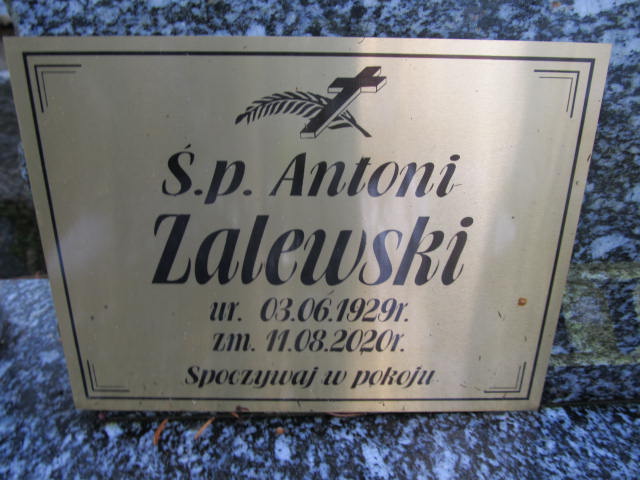 Ś.p. Antoni
Zalewski
ur. 03.06.1929r.
zm. 11.08.2020r.
Spoczywaj w pokoju